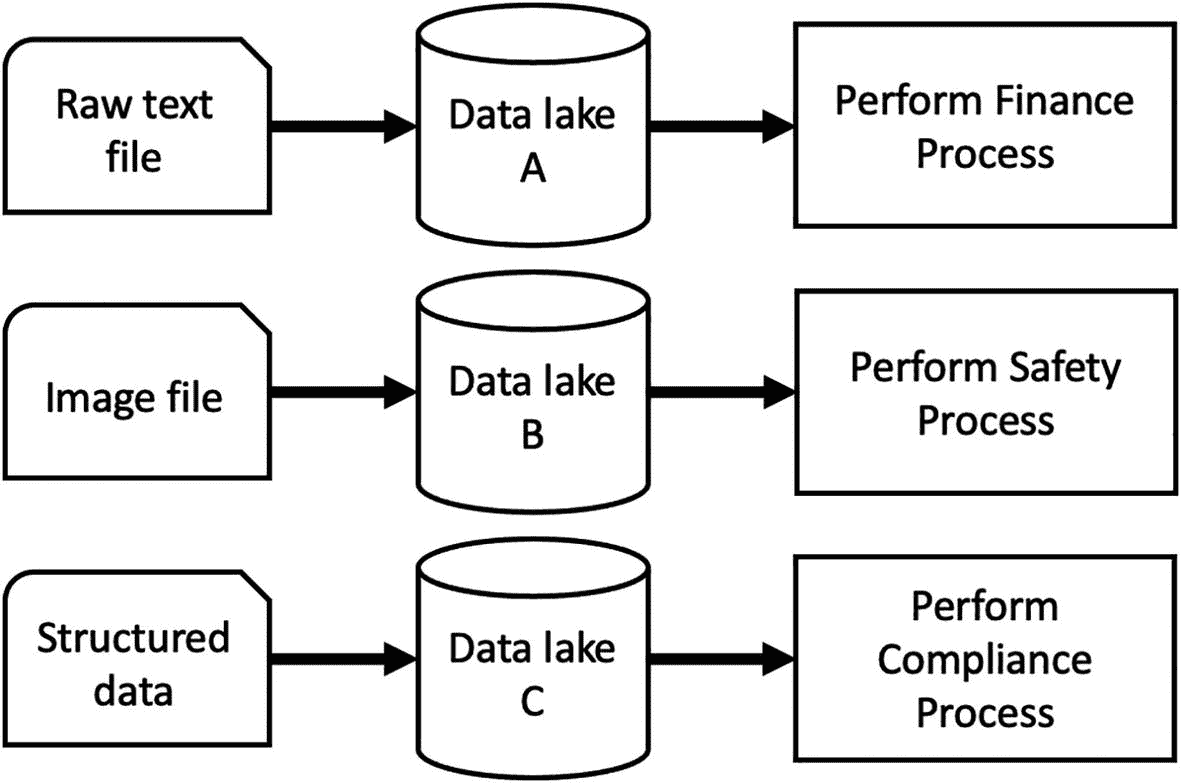 Raw text
file
Data lake
A
Perform Finance
Process
Image file
Data lake
B
Perform Safety
Process
Structured
data
Data lake
C
Perform
Compliance
Process